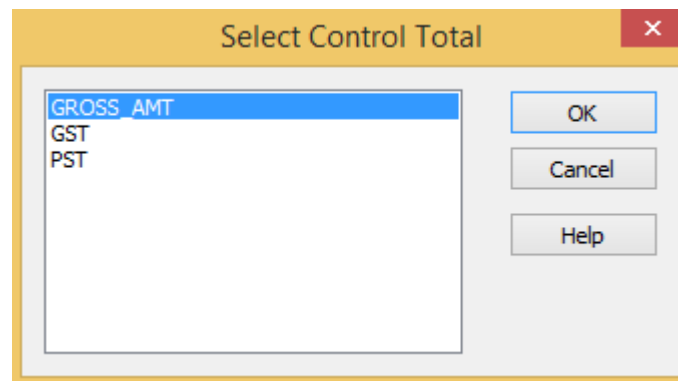 Select Control Total
×
GROSS_AMT
GST
PST
OK
Cancel
Help